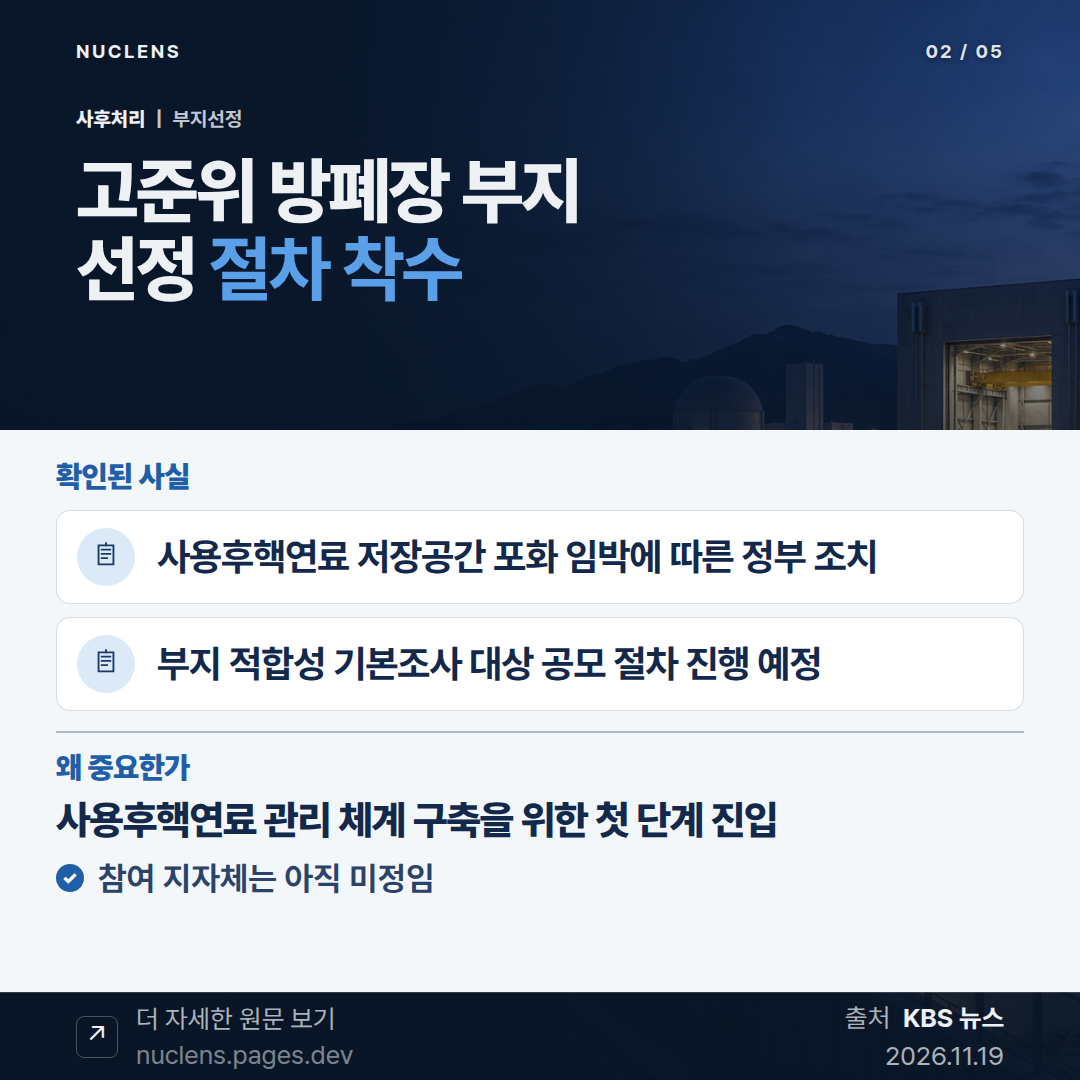 NUCLENS
02 / 05
사후처리 | 부지선정
고준위 방폐장 부지
선정 절차 착수
확인된 사실
사용후핵연료 저장공간 포화 임박에 따른 정부 조치
부지 적합성 기본조사 대상 공모 절차 진행 예정
왜 중요한가
사용후핵연료 관리 체계 구축을 위한 첫 단계 진입
참여 지자체는 아직 미정임
더 자세한 원문 보기
nuclens.pages.dev
출처 KBS 뉴스
2026.11.19